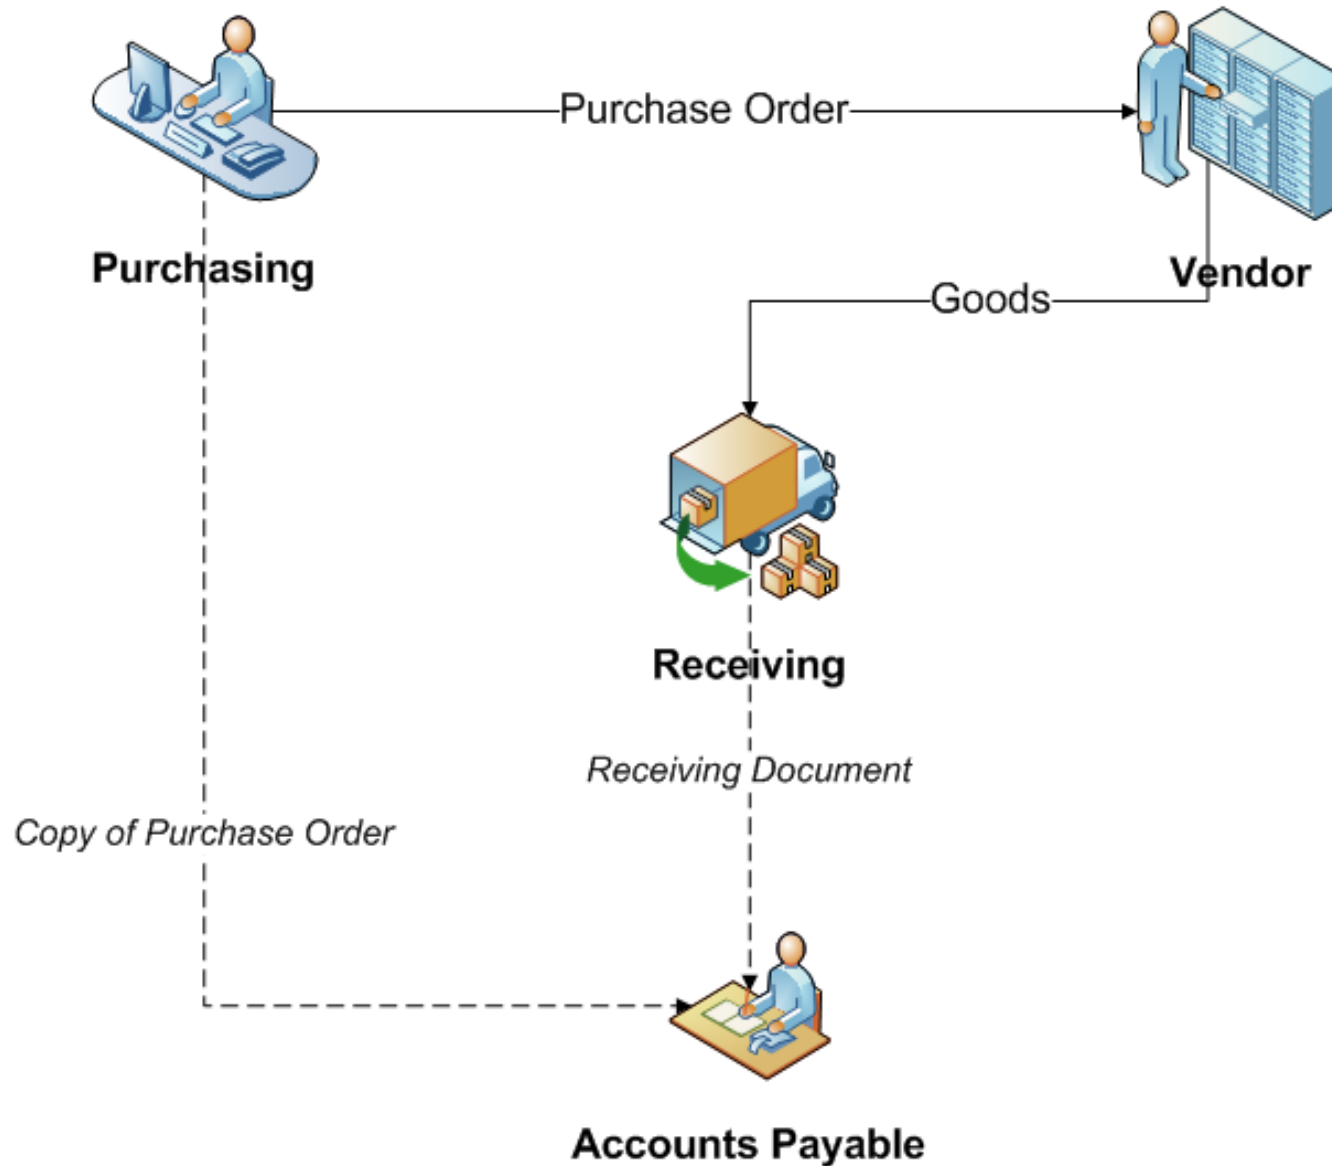 Purchase Order
Purchasing
Vendor
Goods
Receiving
Receiving Document
Copy of Purchase Order
Accounts Payable